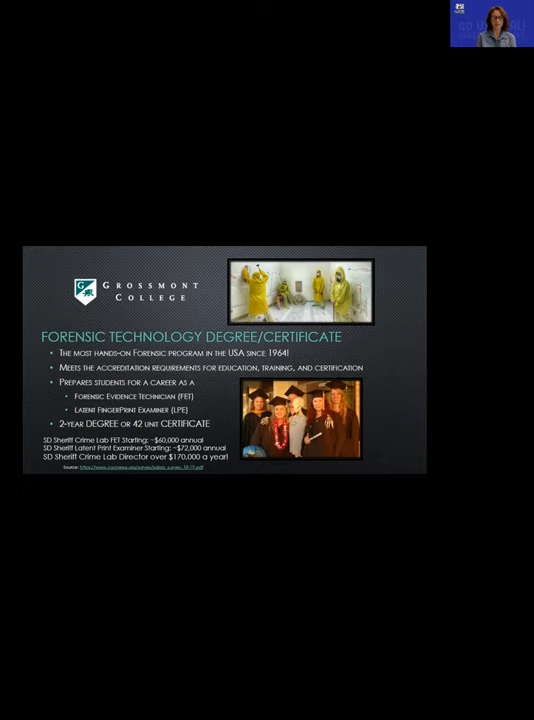 GROSSMONT
COLLEGE
FORENSIC TECHNOLOGY DEGREE/CERTIFICATE
• THE MOST HANDS-ON FORENSIC PROGRAM IN THE USA SINCE 1964!
• MEETS THE ACCREDITATION REQUIREMENTS FOR EDUCATION, TRAINING, AND CERTIFICATION
• PREPARES STUDENTS FOR A CAREER AS A
• FORENSIC EVIDENCE TECHNICIAN (FET)
• LATENT FINGERPRINT EXAMINER (LPE)
• 2-YEAR DEGREE OR 42 UNIT CERTIFICATE
SD Sheriff Crime Lab FET Starting: ~$60,000 annual
SD Sheriff Latent Print Examiner Starting: ~$72,000 annual
SD Sheriff Crime Lab Director over $170,000 a year!
Source: